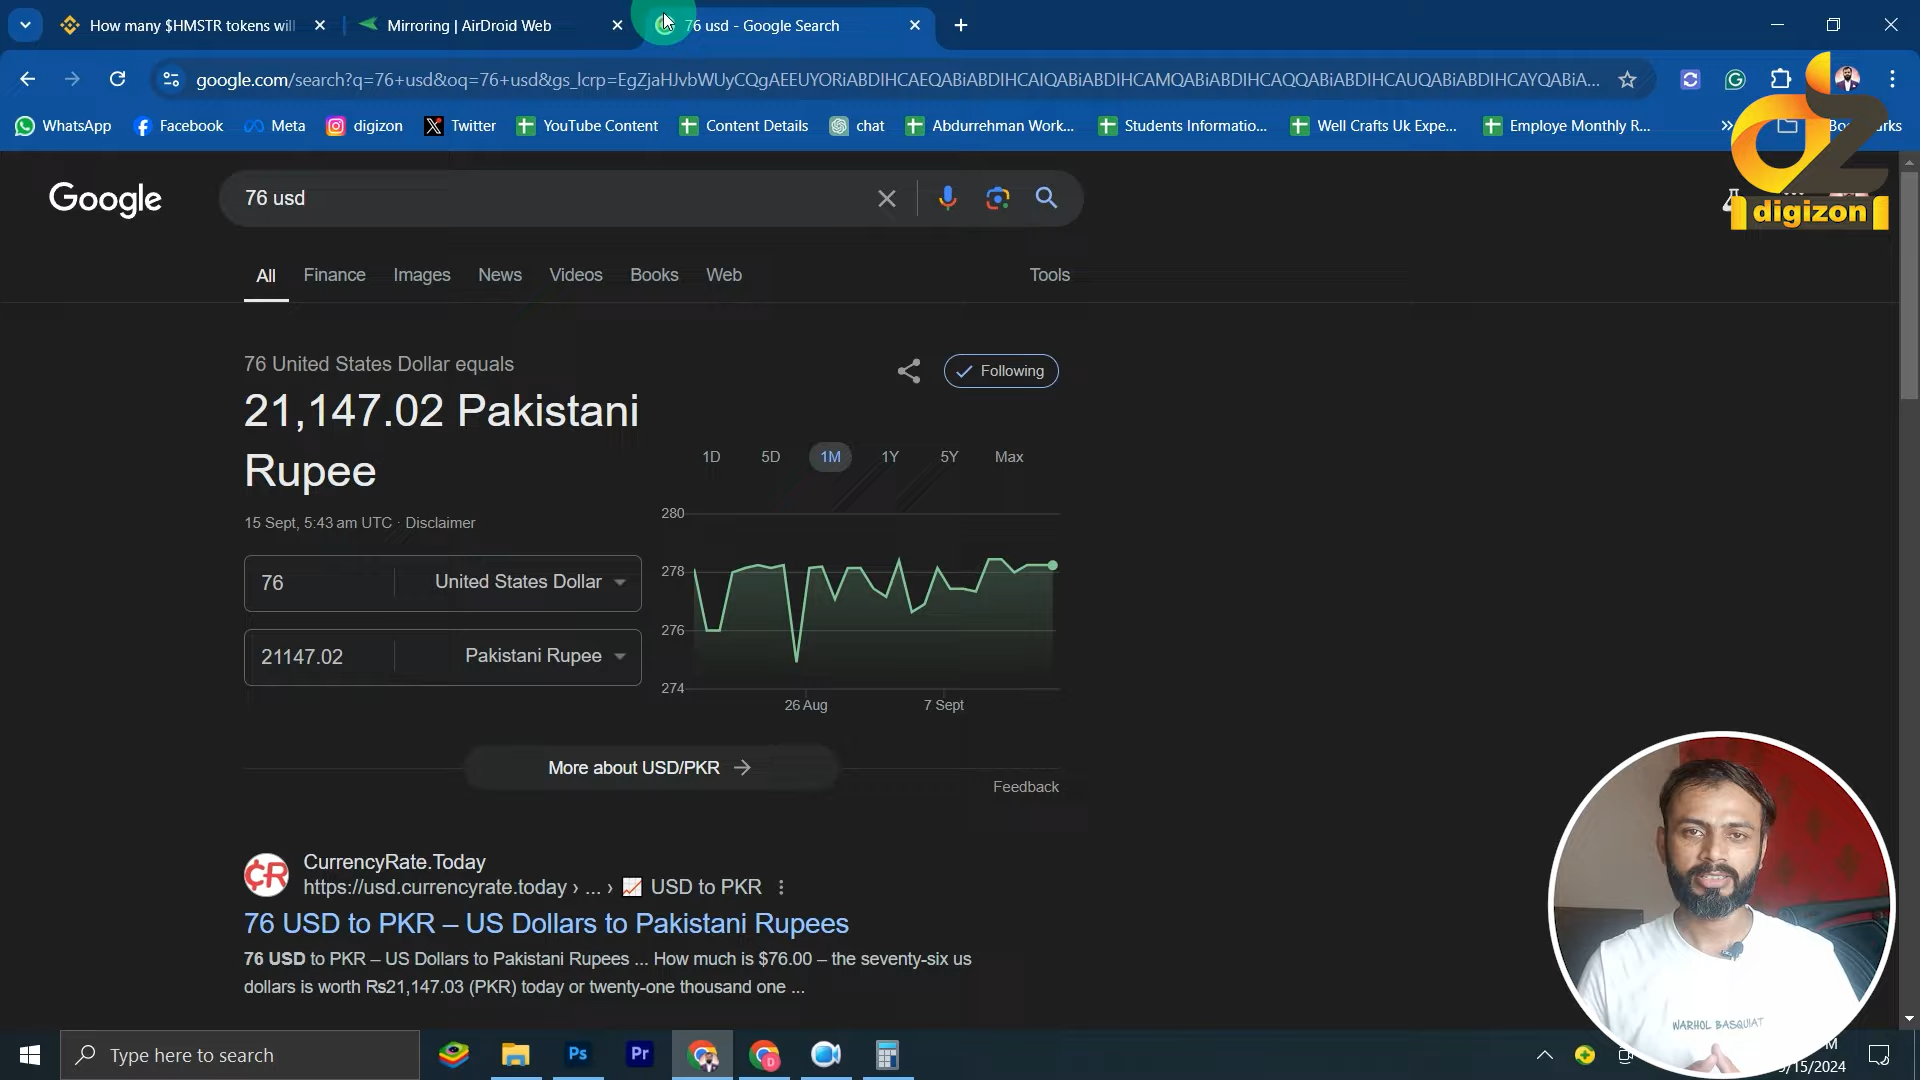 How many $HMSTR tokens will
Mirroring | AirDroid Web
76 usd - Google Search
google.com/search?q=76+usd&oq=76+usd&gs_lcrp=EgZjaHJvbWUyCQgAEEUYORiABDIHCAEQABiABDIHCAIQABiABDIHCAMQABiABDIHCAQQABiABDIHCAUQABiABDIHCAYQABiA...
WhatsApp
Facebook
Meta
digizon
Twitter
YouTube Content
Content Details
chat
Abdurrehman Work...
Students Informatio...
Well Crafts Uk Expe...
Employe Monthly R...
digizon
Google
76 usd
All
Finance
Images
News
Videos
Books
Web
Tools
76 United States Dollar equals
21,147.02 Pakistani
Rupee
15 Sept, 5:43 am UTC · Disclaimer
Following
76
United States Dollar
21147.02
Pakistani Rupee
1D
5D
1M
1Y
5Y
Max
280
278
276
274
26 Aug
7 Sept
More about USD/PKR
Feedback
CurrencyRate.Today
https://usd.currencyrate.today › ... › 📈 USD to PKR
76 USD to PKR – US Dollars to Pakistani Rupees
76 USD to PKR – US Dollars to Pakistani Rupees ... How much is $76.00 – the seventy-six us
dollars is worth Rs21,147.03 (PKR) today or twenty-one thousand one ...
WARHOL BASQUIAT
Type here to search
Ps
Pr
/15/2024